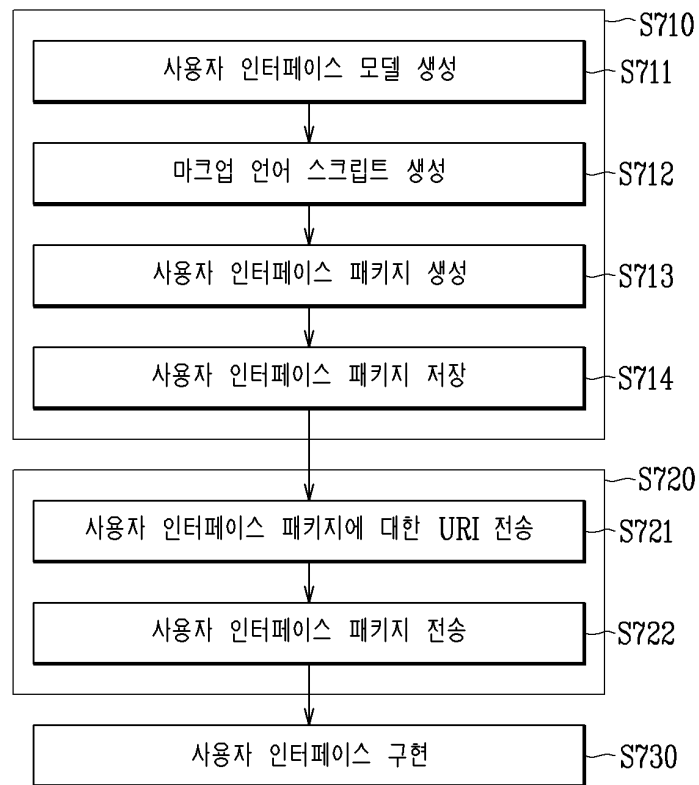 S710
사용자 인터페이스 모델 생성 S711
마크업 언어 스크립트 생성 S712
사용자 인터페이스 패키지 생성 S713
사용자 인터페이스 패키지 저장 S714
S720
사용자 인터페이스 패키지에 대한 URI 전송 S721
사용자 인터페이스 패키지 전송 S722
사용자 인터페이스 구현 S730